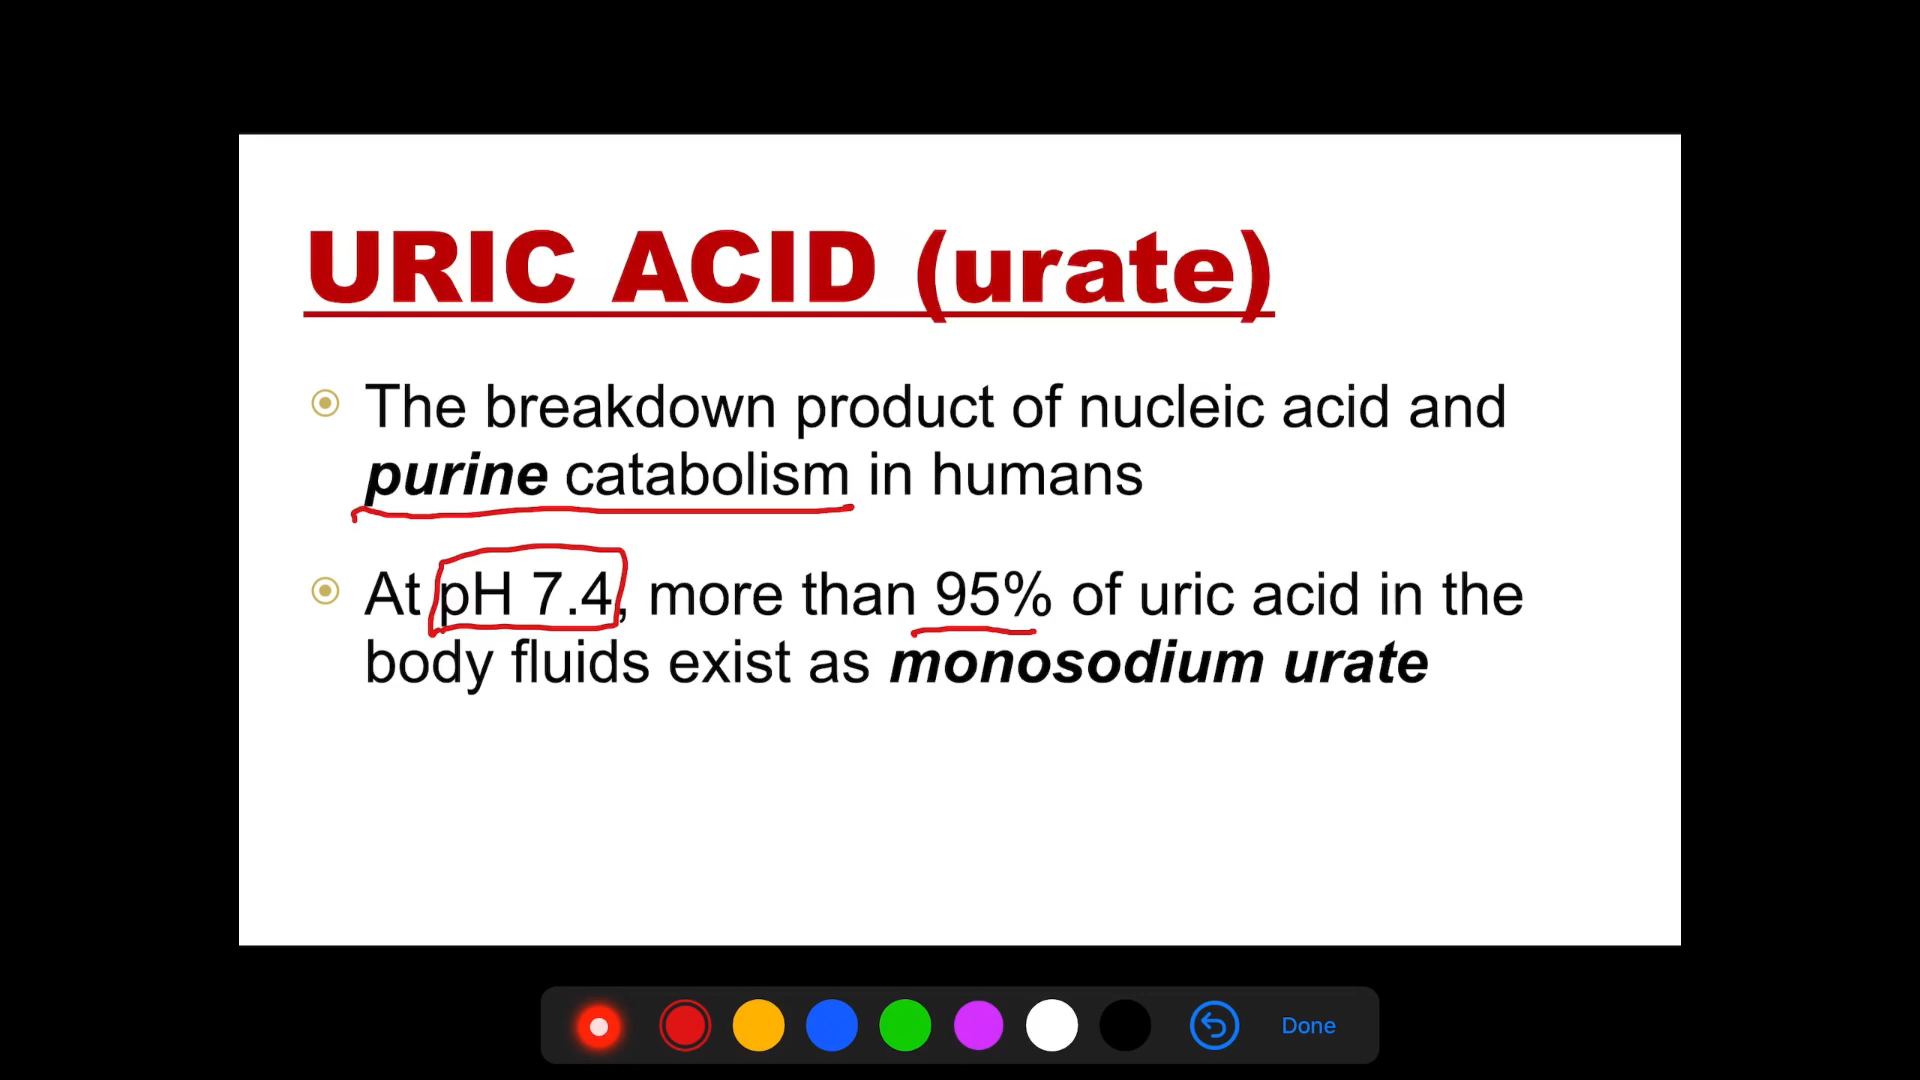 URIC ACID (urate)
The breakdown product of nucleic acid and
purine catabolism in humans
At pH 7.4, more than 95% of uric acid in the
body fluids exist as monosodium urate
Done